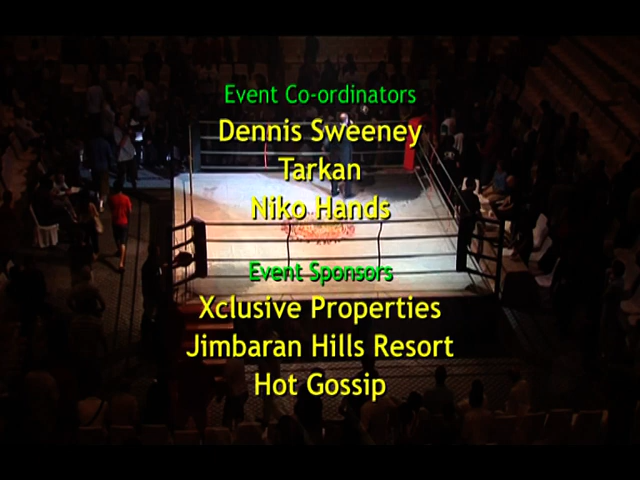 Event Co-ordinators
Dennis Sweeney
Tarkan
Niko Hands
Event Sponsors
Xclusive Properties
Jimbaran Hills Resort
Hot Gossip